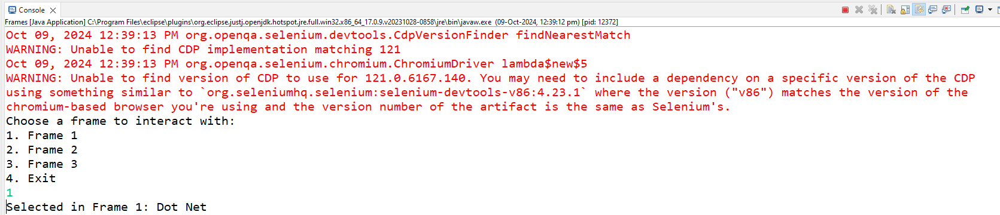 Console
Frames [Java Application] C:\Program Files\eclipse\plugins\org.eclipse.justj.openjdk.hotspot.jre.full.win32.x86_64_17.0.9.v20231028-0858\jre\bin\javaw.exe (09-Oct-2024, 12:39:12 pm) [pid: 12372]
Oct 09, 2024 12:39:13 PM org.openqa.selenium.devtools.CdpVersionFinder findNearestMatch
WARNING: Unable to find CDP implementation matching 121
Oct 09, 2024 12:39:13 PM org.openqa.selenium.chromium.ChromiumDriver lambda$new$5
WARNING: Unable to find version of CDP to use for 121.0.6167.140. You may need to include a dependency on a specific version of the CDP
using something similar to `org.seleniumhq.selenium:selenium-devtools-v86:4.23.1` where the version ("v86") matches the version of the
chromium-based browser you're using and the version number of the artifact is the same as Selenium's.
Choose a frame to interact with:
1. Frame 1
2. Frame 2
3. Frame 3
4. Exit
1
Selected in Frame 1: Dot Net